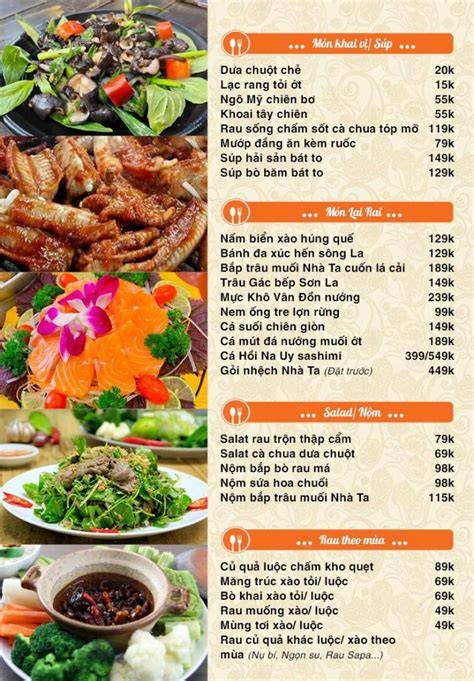 ... Món khai vị/ Súp ...
Dưa chuột chẻ 20k
Lạc rang tỏi ớt 15k
Ngô Mỹ chiên bơ 55k
Khoai tây chiên 55k
Rau sống chấm sốt cà chua tóp mỡ 119k
Mướp đắng ăn kèm ruốc 79k
Súp hải sản bát to 149k
Súp bò băm bát to 129k
... Món Lai Rai ...
Nấm biển xào húng quế 129k
Bánh đa xúc hến sông La 129k
Bắp trâu muối Nhà Ta cuốn lá cải 189k
Trâu Gác bếp Sơn La 149k
Mực Khô Vân Đồn nướng 239k
Nem ống tre lợn rừng 99k
Cá suối chiên giòn 149k
Cá mút đá nướng muối ớt 189k
Cá Hồi Na Uy sashimi 399/549k
Gỏi nhệch Nhà Ta (Đặt trước) 449k
... Salad/ Nộm ...
Salat rau trộn thập cẩm 79k
Salat cà chua dưa chuột 69k
Nộm bắp bò rau má 98k
Nộm sứa hoa chuối 98k
Nộm bắp trâu muối Nhà Ta 115k
... Rau theo mùa ...
Củ quả luộc chấm kho quẹt 89k
Măng trúc xào tỏi/ luộc 69k
Bò khai xào tỏi/ luộc 69k
Rau muống xào/ luộc 49k
Mùng tơi xào/ luộc 49k
Rau củ quả khác luộc/ xào theo
mùa (Nụ bí, Ngọn su, Rau Sapa...)